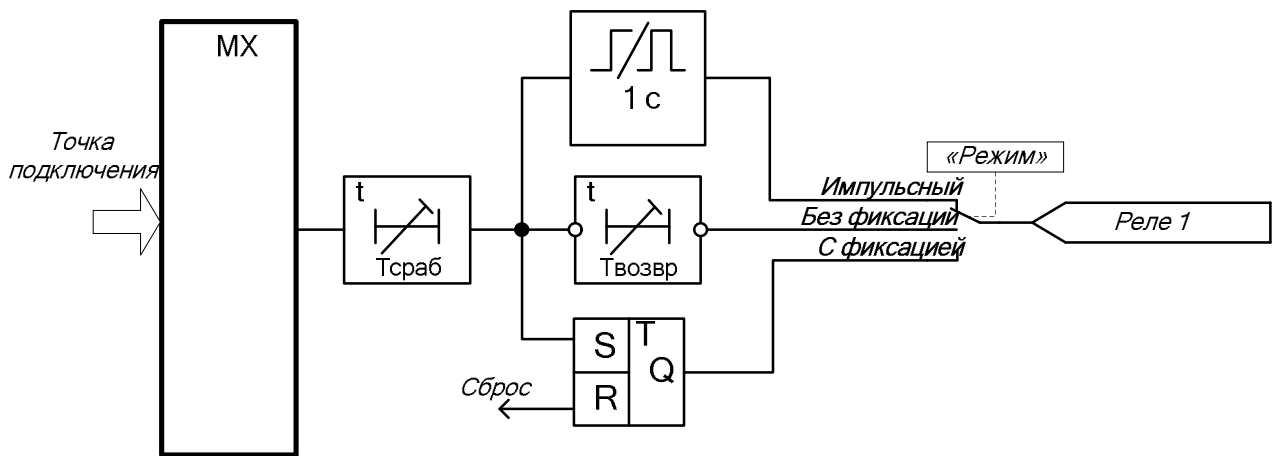 MX
1 с
Точка
подключения
«Режим»
t
Тсраб
t
Твозвр
Импульсный
Без фиксаций
С фиксацией
Реле 1
S
T
Q
R
Сброс